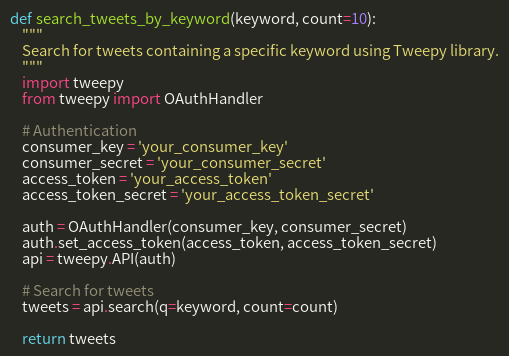 def search_tweets_by_keyword(keyword, count=10):
    """
    Search for tweets containing a specific keyword using Tweepy library.
    """
    import tweepy
    from tweepy import OAuthHandler

    # Authentication
    consumer_key = 'your_consumer_key'
    consumer_secret = 'your_consumer_secret'
    access_token = 'your_access_token'
    access_token_secret = 'your_access_token_secret'

    auth = OAuthHandler(consumer_key, consumer_secret)
    auth.set_access_token(access_token, access_token_secret)
    api = tweepy.API(auth)

    # Search for tweets
    tweets = api.search(q=keyword, count=count)

    return tweets